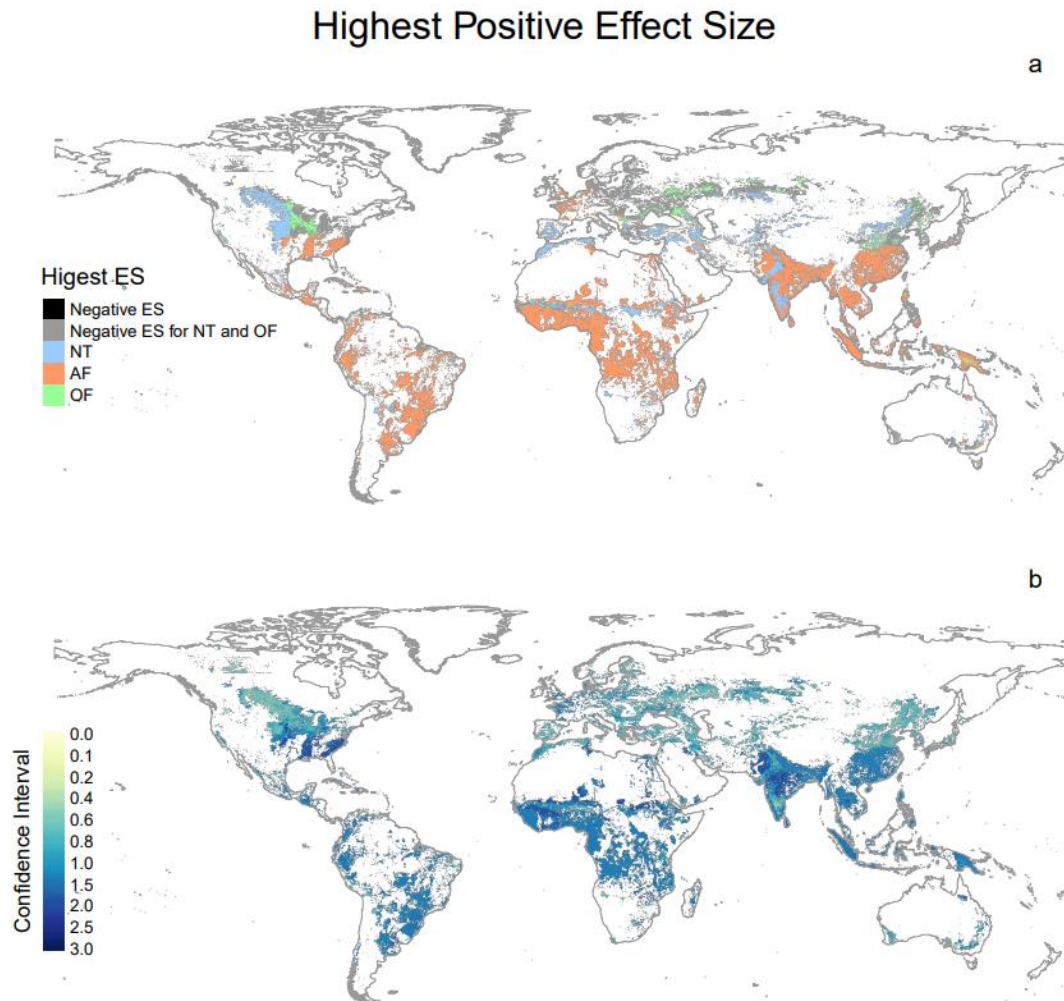 Highest Positive Effect Size
a
Higest ES
Negative ES
Negative ES for NT and OF
NT
AF
OF
b
Confidence Interval
0.0
0.1
0.2
0.4
0.6
0.8
1.0
1.5
2.0
2.5
3.0